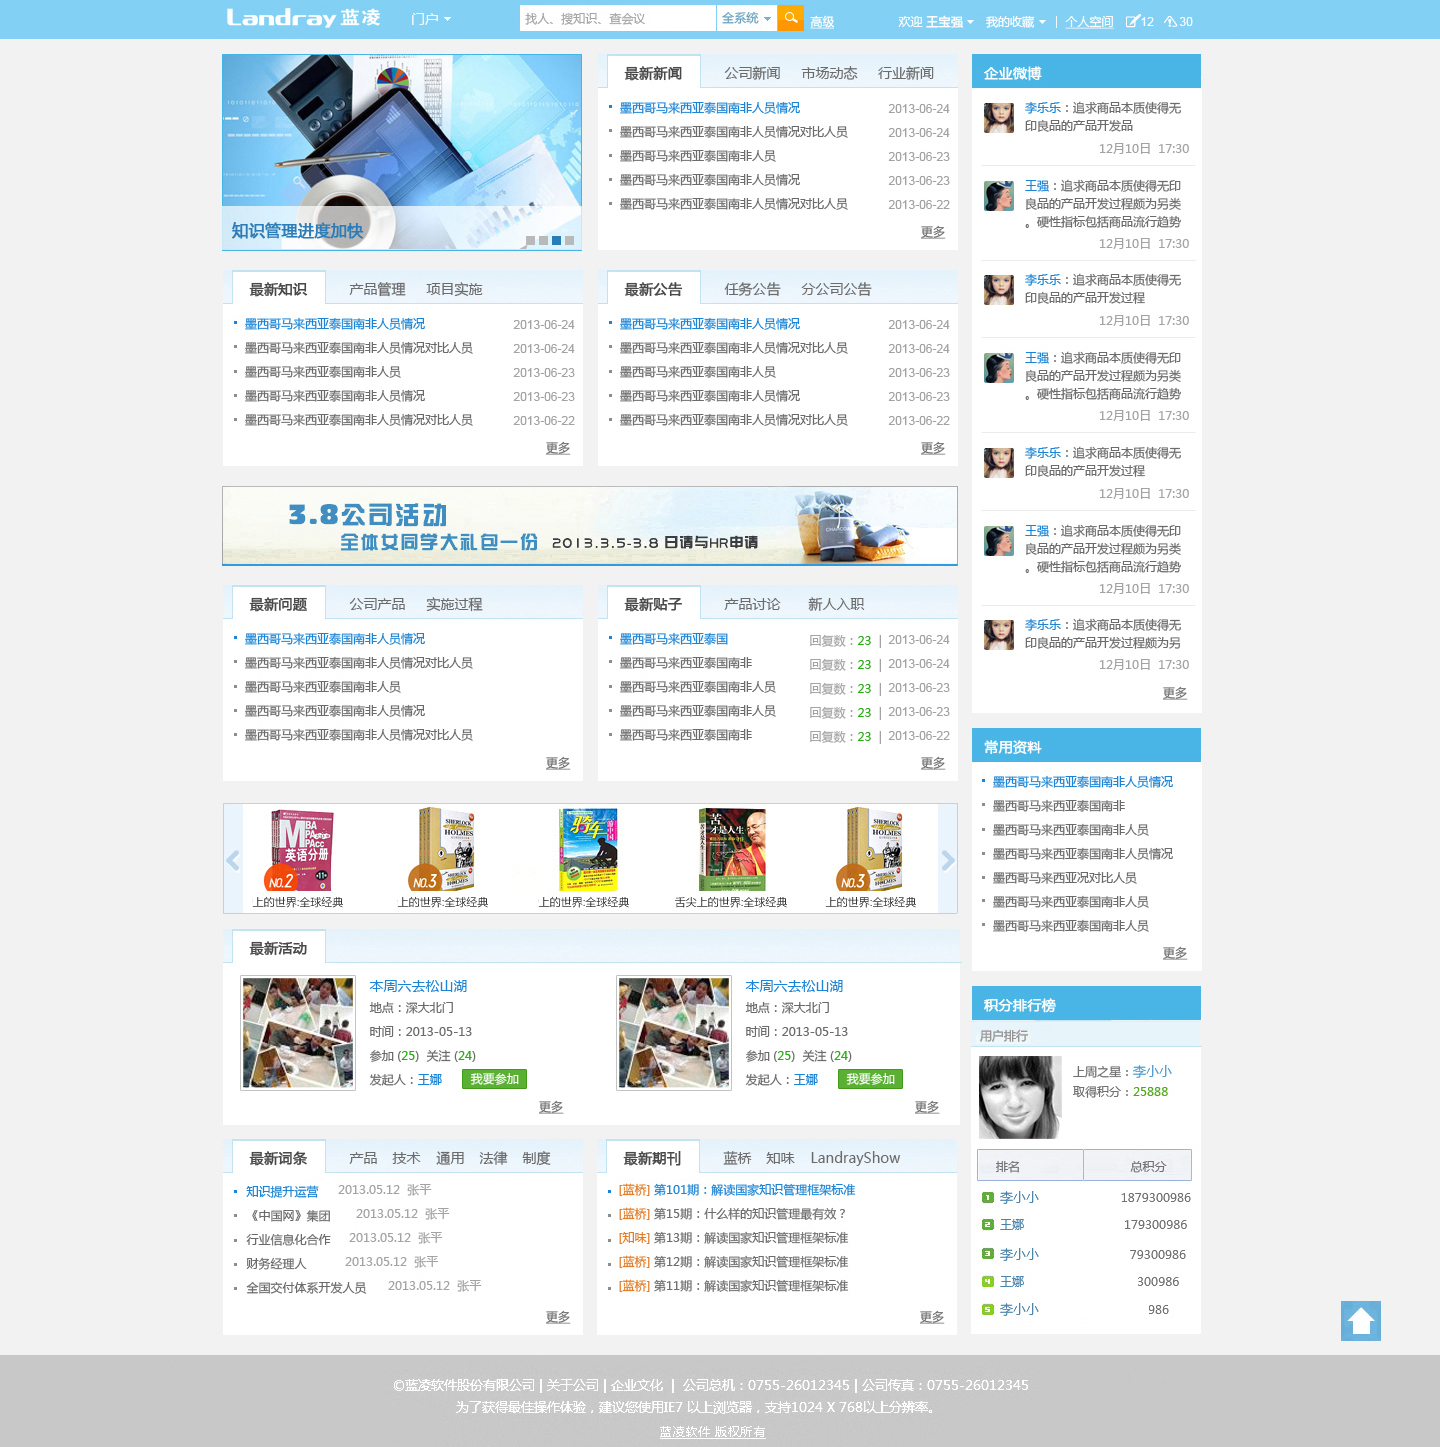 Landray 蓝凌
门户
找人、搜知识、查会议
全系统
高级
欢迎 王宝强
我的收藏
|
个人空间
12
30
知识管理进度加快
最新新闻 公司新闻 市场动态 行业新闻
墨西哥马来西亚泰国南非人员情况 2013-06-24
墨西哥马来西亚泰国南非人员情况对比人员 2013-06-24
墨西哥马来西亚泰国南非人员 2013-06-23
墨西哥马来西亚泰国南非人员情况 2013-06-23
墨西哥马来西亚泰国南非人员情况对比人员 2013-06-22
更多
最新知识 产品管理 项目实施
墨西哥马来西亚泰国南非人员情况 2013-06-24
墨西哥马来西亚泰国南非人员情况对比人员 2013-06-24
墨西哥马来西亚泰国南非人员 2013-06-23
墨西哥马来西亚泰国南非人员情况 2013-06-23
墨西哥马来西亚泰国南非人员情况对比人员 2013-06-22
更多
最新公告 任务公告 分公司公告
墨西哥马来西亚泰国南非人员情况 2013-06-24
墨西哥马来西亚泰国南非人员情况对比人员 2013-06-24
墨西哥马来西亚泰国南非人员 2013-06-23
墨西哥马来西亚泰国南非人员情况 2013-06-23
墨西哥马来西亚泰国南非人员情况对比人员 2013-06-22
更多
3.8公司活动
全体女同学大礼包一份 2013.3.5-3.8 日请与HR申请
最新问题 公司产品 实施过程
墨西哥马来西亚泰国南非人员情况
墨西哥马来西亚泰国南非人员情况对比人员
墨西哥马来西亚泰国南非人员
墨西哥马来西亚泰国南非人员情况
墨西哥马来西亚泰国南非人员情况对比人员
更多
最新贴子 产品讨论 新人入职
墨西哥马来西亚泰国 回复数：23 | 2013-06-24
墨西哥马来西亚泰国南非 回复数：23 | 2013-06-24
墨西哥马来西亚泰国南非人员 回复数：23 | 2013-06-23
墨西哥马来西亚泰国南非人员 回复数：23 | 2013-06-23
墨西哥马来西亚泰国南非 回复数：23 | 2013-06-22
更多
MBA
MPA
MPAcc
英语分册
NO.2
上的世界:全球经典
SHERLOCK
HOLMES
NO.3
上的世界:全球经典
骑车
上的世界:全球经典
苦
才是人生
舌尖上的世界:全球经典
SHERLOCK
HOLMES
NO.3
上的世界:全球经典
最新活动
本周六去松山湖
地点：深大北门
时间：2013-05-13
参加 (25) 关注 (24)
发起人：王娜 我要参加
更多
本周六去松山湖
地点：深大北门
时间：2013-05-13
参加 (25) 关注 (24)
发起人：王娜 我要参加
更多
最新词条 产品 技术 通用 法律 制度
知识提升运营 2013.05.12 张平
《中国网》集团 2013.05.12 张平
行业信息化合作 2013.05.12 张平
财务经理人 2013.05.12 张平
全国交付体系开发人员 2013.05.12 张平
更多
最新期刊 蓝桥 知味 LandrayShow
[蓝桥] 第101期：解读国家知识管理框架标准
[蓝桥] 第15期：什么样的知识管理最有效？
[知味] 第13期：解读国家知识管理框架标准
[蓝桥] 第12期：解读国家知识管理框架标准
[蓝桥] 第11期：解读国家知识管理框架标准
更多
企业微博
李乐乐：追求商品本质使得无
印良品的产品开发品
12月10日 17:30
王强：追求商品本质使得无印
良品的产品开发过程颇为另类
。硬性指标包括商品流行趋势
12月10日 17:30
李乐乐：追求商品本质使得无
印良品的产品开发过程
12月10日 17:30
王强：追求商品本质使得无印
良品的产品开发过程颇为另类
。硬性指标包括商品流行趋势
12月10日 17:30
李乐乐：追求商品本质使得无
印良品的产品开发过程
12月10日 17:30
王强：追求商品本质使得无印
良品的产品开发过程颇为另类
。硬性指标包括商品流行趋势
12月10日 17:30
李乐乐：追求商品本质使得无
印良品的产品开发过程颇为另
12月10日 17:30
更多
常用资料
墨西哥马来西亚泰国南非人员情况
墨西哥马来西亚泰国南非
墨西哥马来西亚泰国南非人员
墨西哥马来西亚泰国南非人员情况
墨西哥马来西亚况对比人员
墨西哥马来西亚泰国南非人员
墨西哥马来西亚泰国南非人员
更多
积分排行榜
用户排行
上周之星：李小小
取得积分：25888
排名 总积分
1 李小小 1879300986
2 王娜 179300986
3 李小小 79300986
4 王娜 300986
5 李小小 986
©蓝凌软件股份有限公司 | 关于公司 | 企业文化 | 公司总机：0755-26012345 | 公司传真：0755-26012345
为了获得最佳操作体验，建议您使用IE7 以上浏览器，支持1024 X 768以上分辨率。
蓝凌软件 版权所有